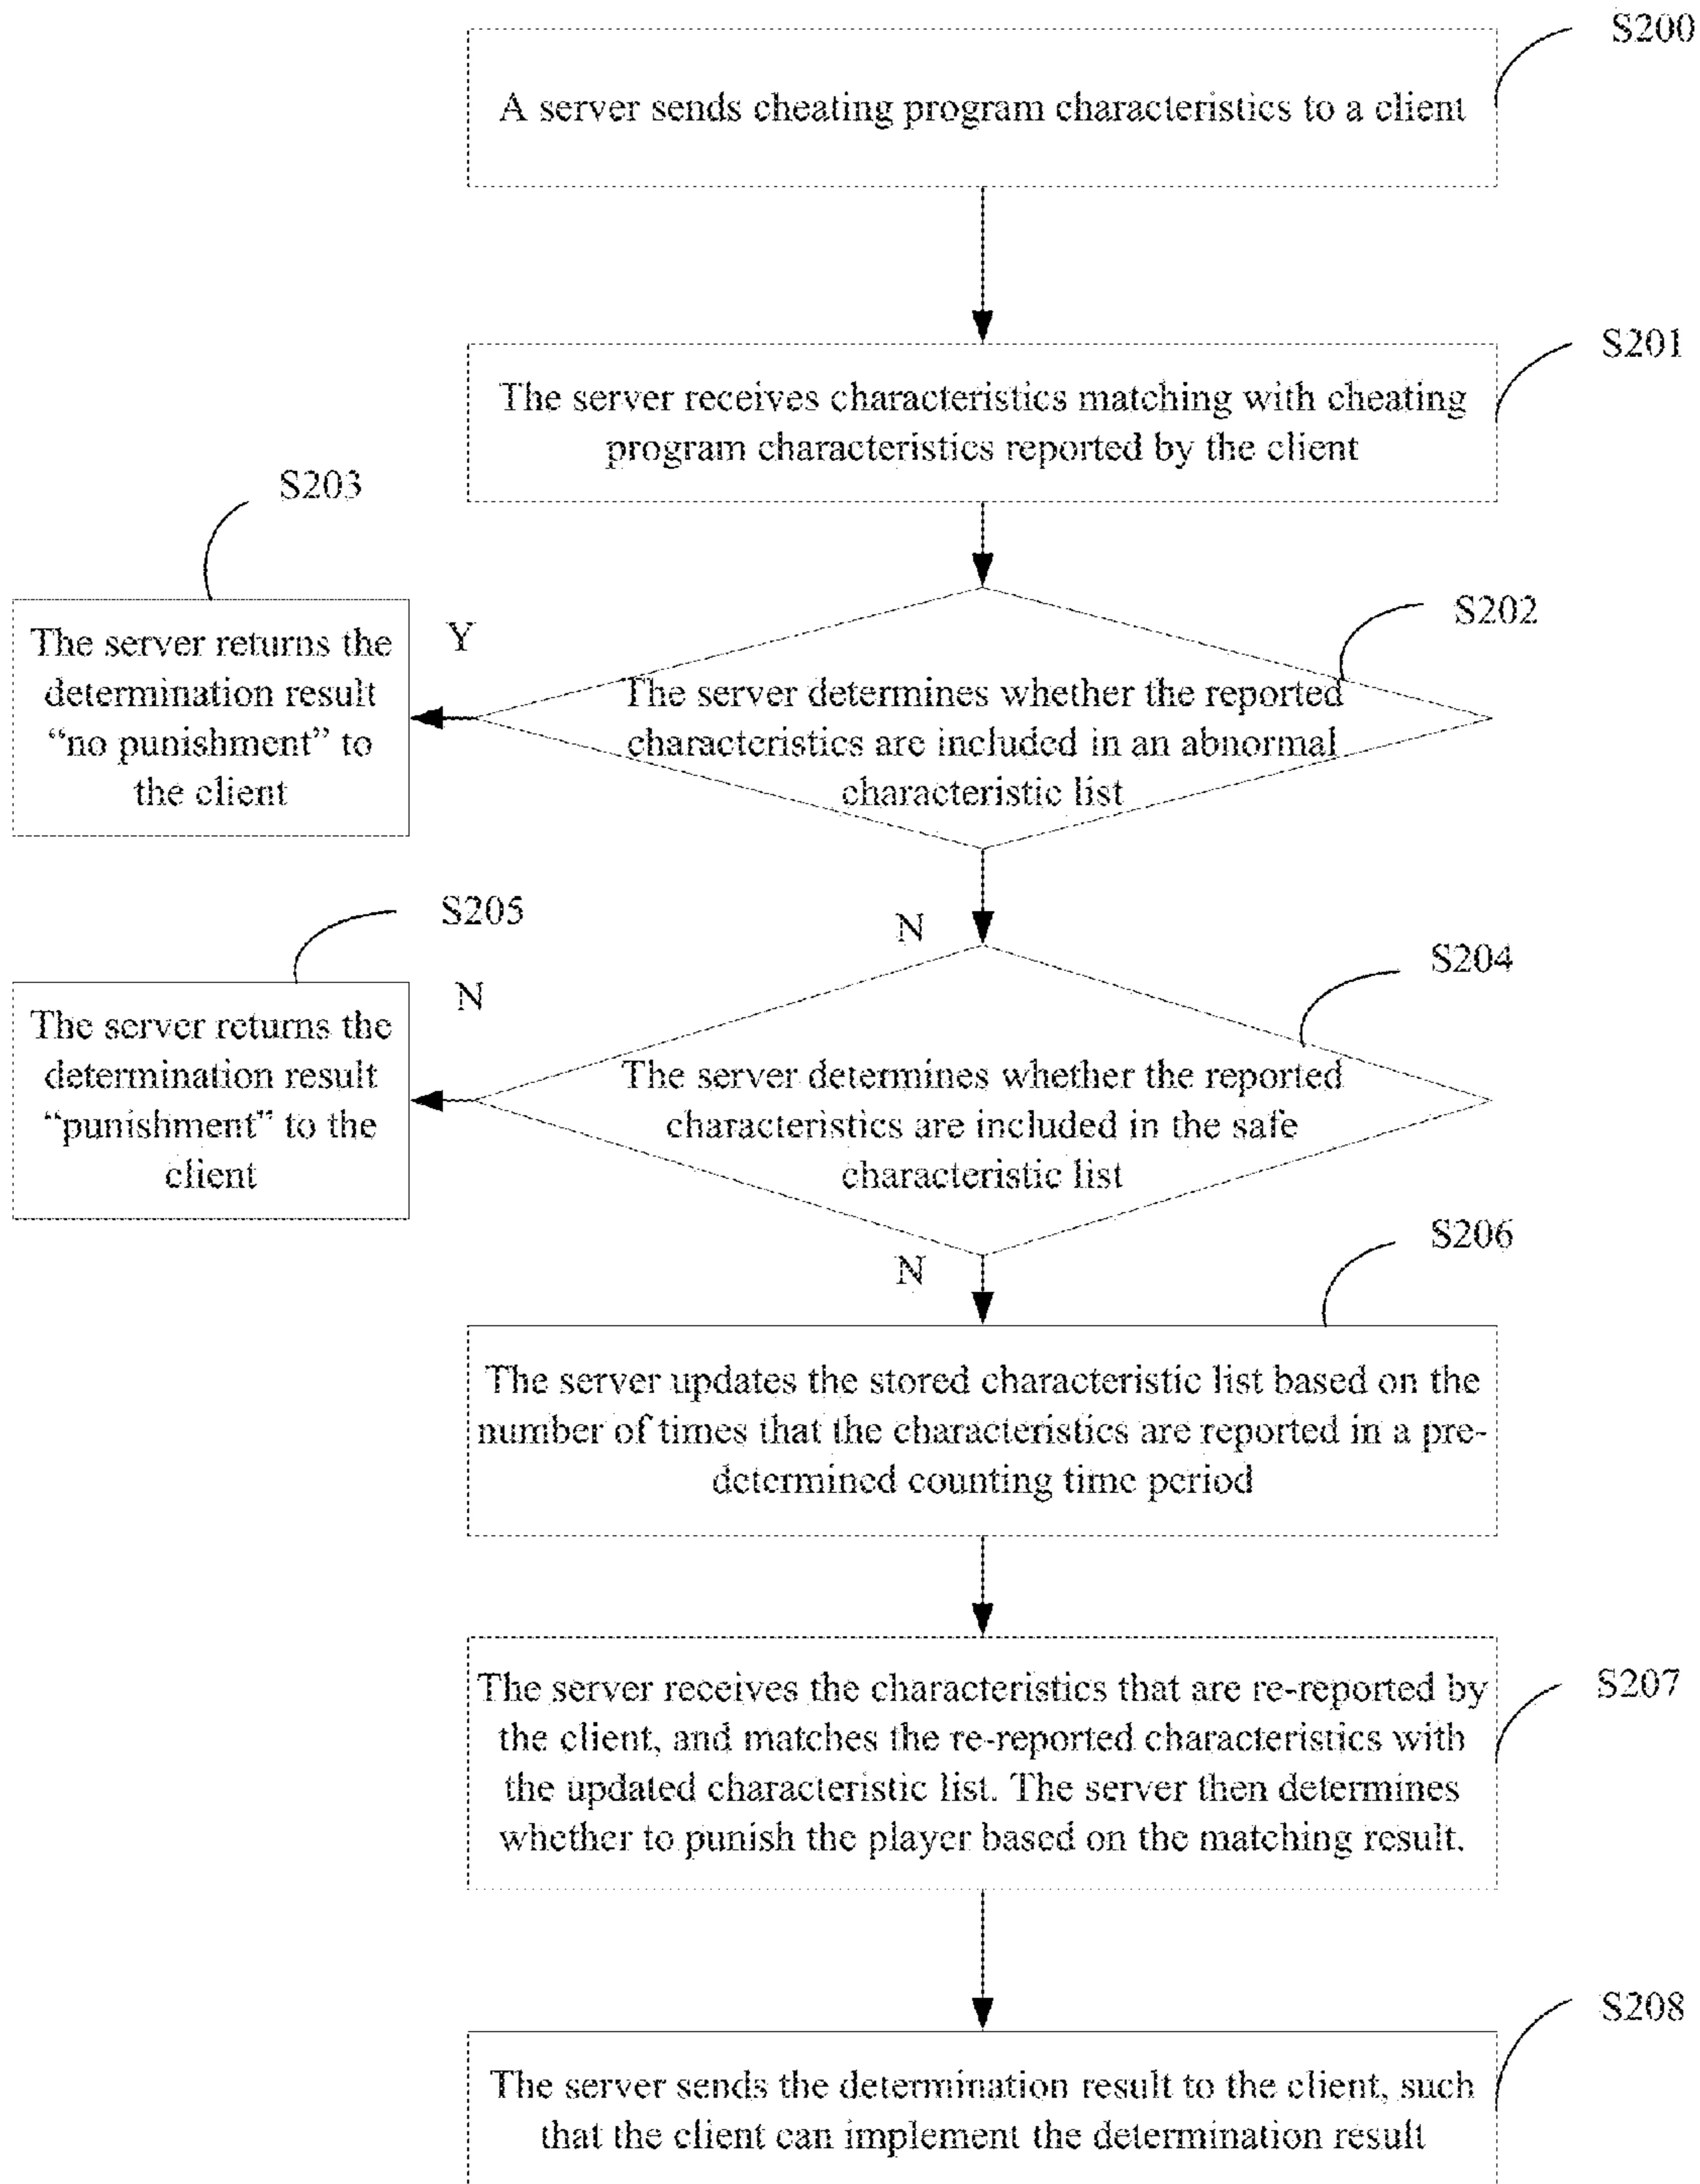 S200
A server sends cheating program characteristics to a client
S201
The server receives characteristics matching with cheating
program characteristics reported by the client
S203
The server returns the
determination result
“no punishment” to
the client
Y
S202
The server determines whether the reported
characteristics are included in an abnormal
characteristic list
N
S205
The server returns the
determination result
“punishment” to the
client
N
S204
The server determines whether the reported
characteristics are included in the safe
characteristic list
N
S206
The server updates the stored characteristic list based on the
number of times that the characteristics are reported in a pre-
determined counting time period
S207
The server receives the characteristics that are re-reported by
the client, and matches the re-reported characteristics with
the updated characteristic list. The server then determines
whether to punish the player based on the matching result.
S208
The server sends the determination result to the client, such
that the client can implement the determination result